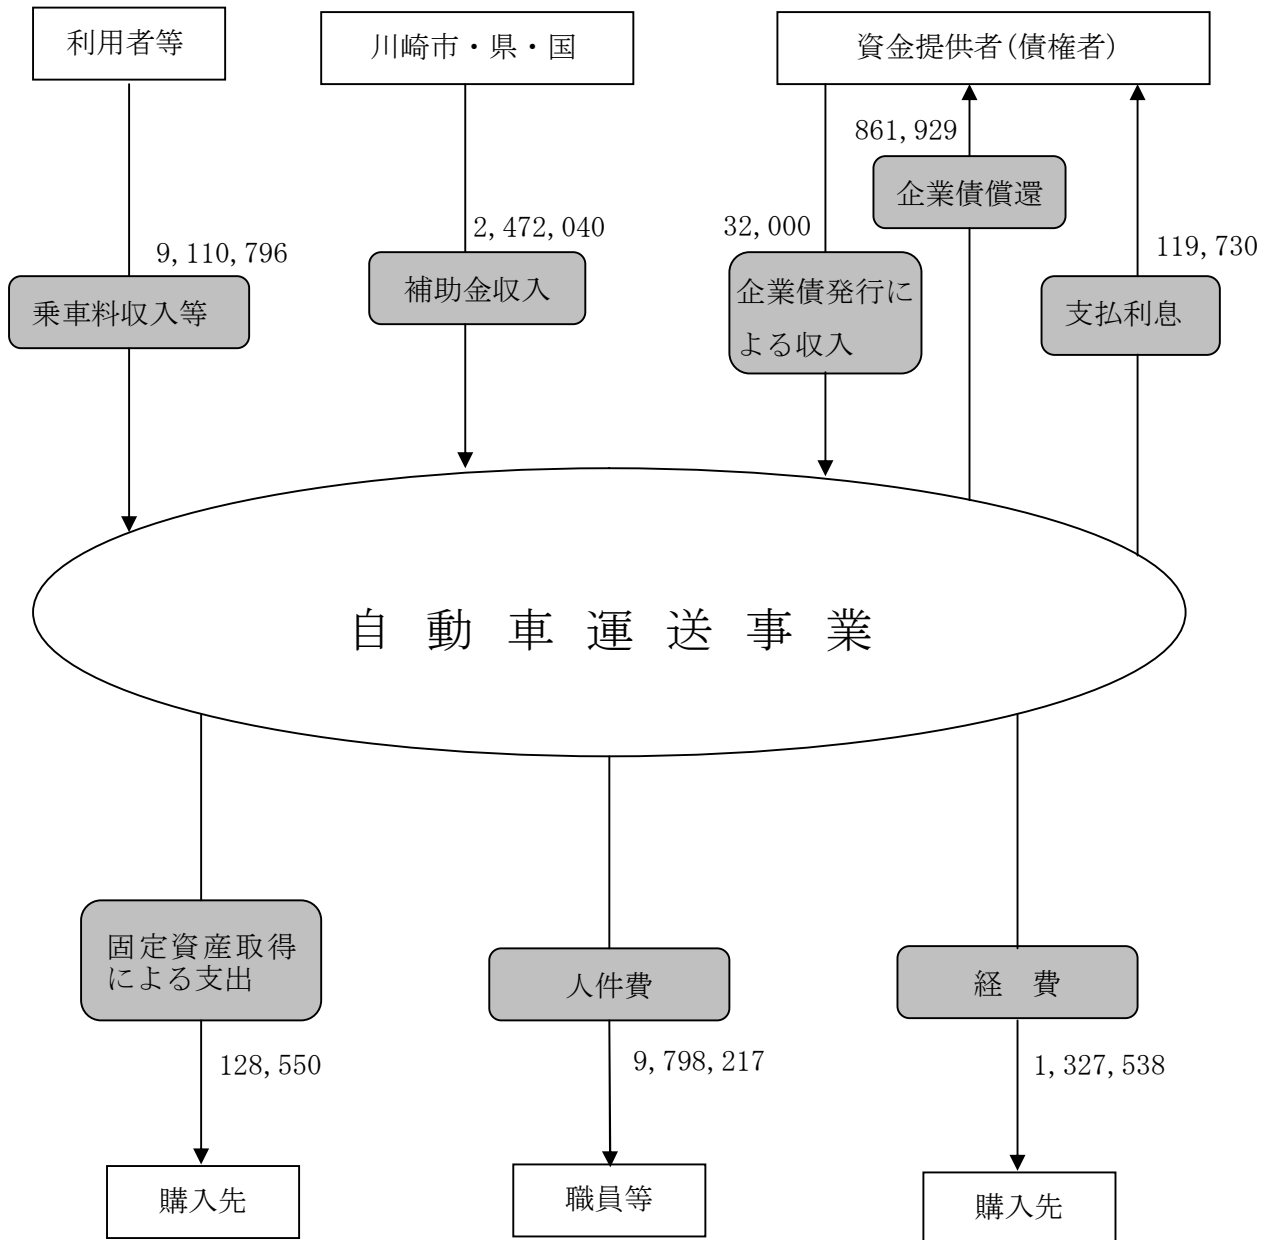 利用者等
川崎市・県・国
資金提供者(債権者)
861,929
企業債償還
2,472,040
32,000
9,110,796
119,730
補助金収入
企業債発行に
よる収入
乗車料収入等
支払利息
自動車運送事業
固定資産取得
による支出
人件費
経　費
128,550
9,798,217
1,327,538
購入先
職員等
購入先